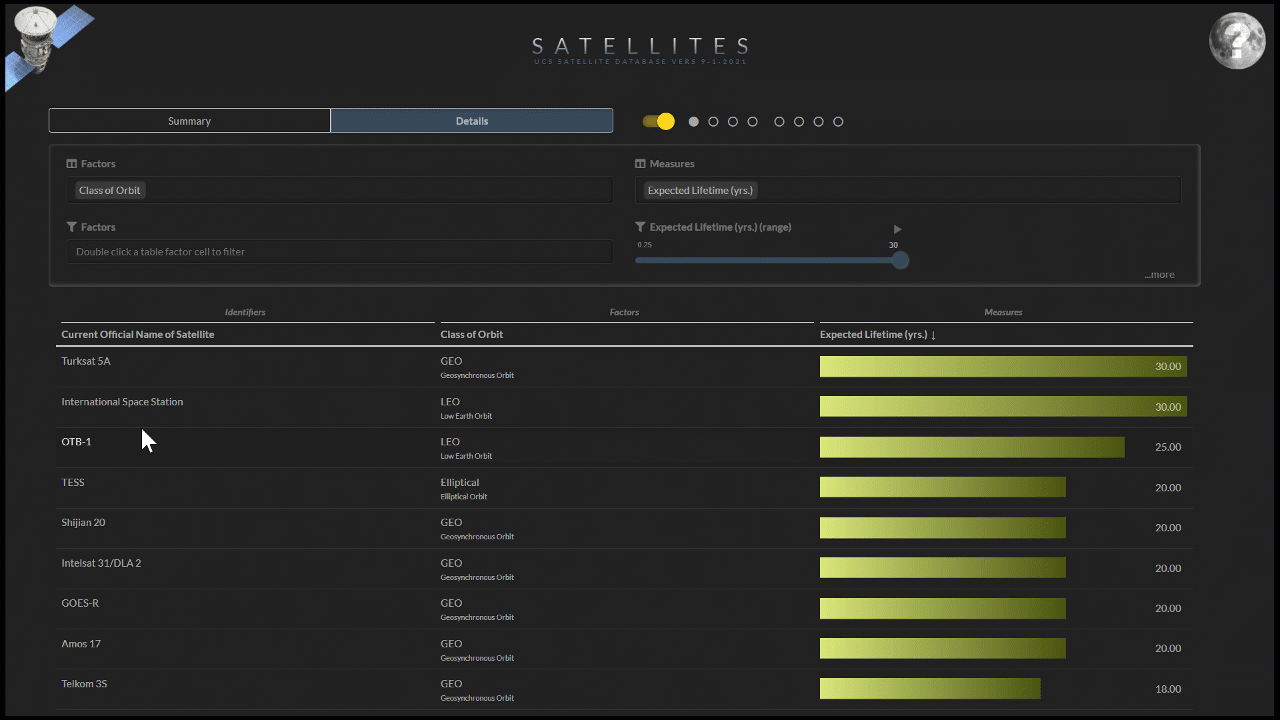 SATELLITES
UCS SATELLITE DATABASE VERS 9-1-2021
?
Summary
Details
Factors
Class of Orbit
Measures
Expected Lifetime (yrs.)
Factors
Double click a table factor cell to filter
Expected Lifetime (yrs.) (range)
0.25
30
...more
Identifiers
Factors
Measures
Current Official Name of Satellite
Class of Orbit
Expected Lifetime (yrs.) ↓
Turksat 5A
GEO
Geosynchronous Orbit
30.00
International Space Station
LEO
Low Earth Orbit
30.00
OTB-1
LEO
Low Earth Orbit
25.00
TESS
Elliptical
Elliptical Orbit
20.00
Shijian 20
GEO
Geosynchronous Orbit
20.00
Intelsat 31/DLA 2
GEO
Geosynchronous Orbit
20.00
GOES-R
GEO
Geosynchronous Orbit
20.00
Amos 17
GEO
Geosynchronous Orbit
20.00
Telkom 3S
GEO
Geosynchronous Orbit
18.00